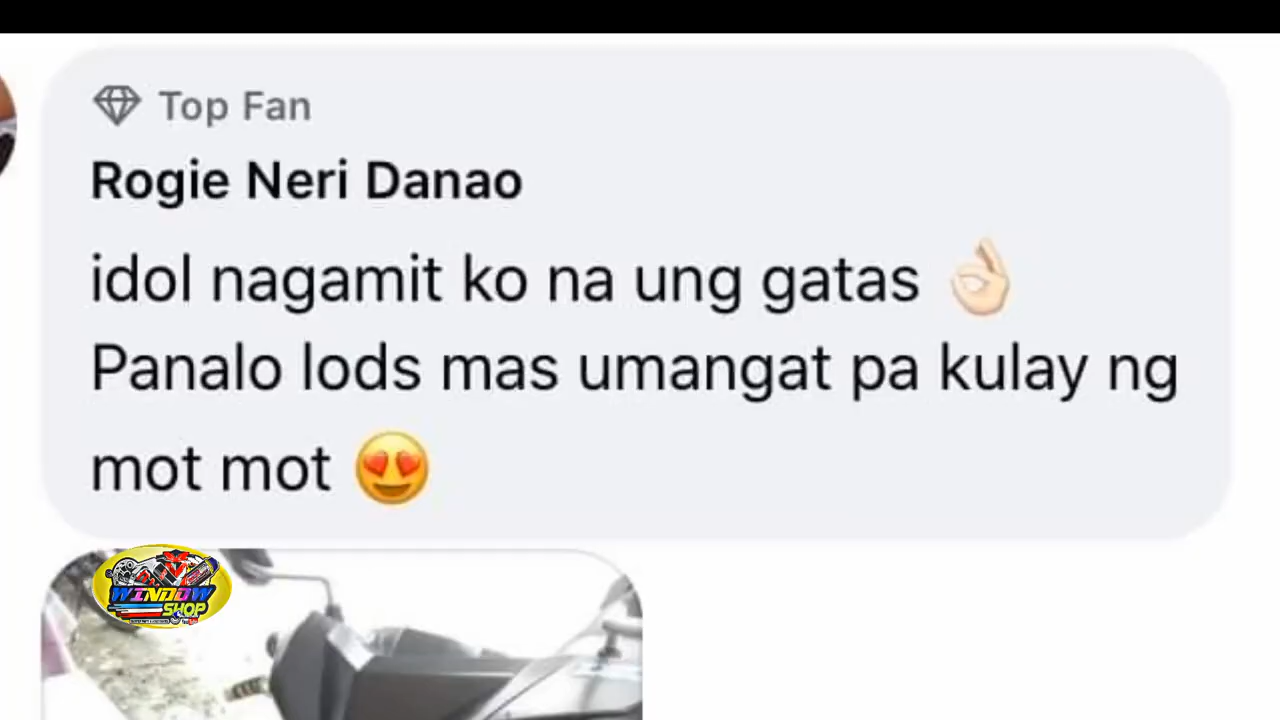 Top Fan
Rogie Neri Danao
idol nagamit ko na ung gatas 👌🏻
Panalo lods mas umangat pa kulay ng
mot mot 😍
WINDOW
SHOP